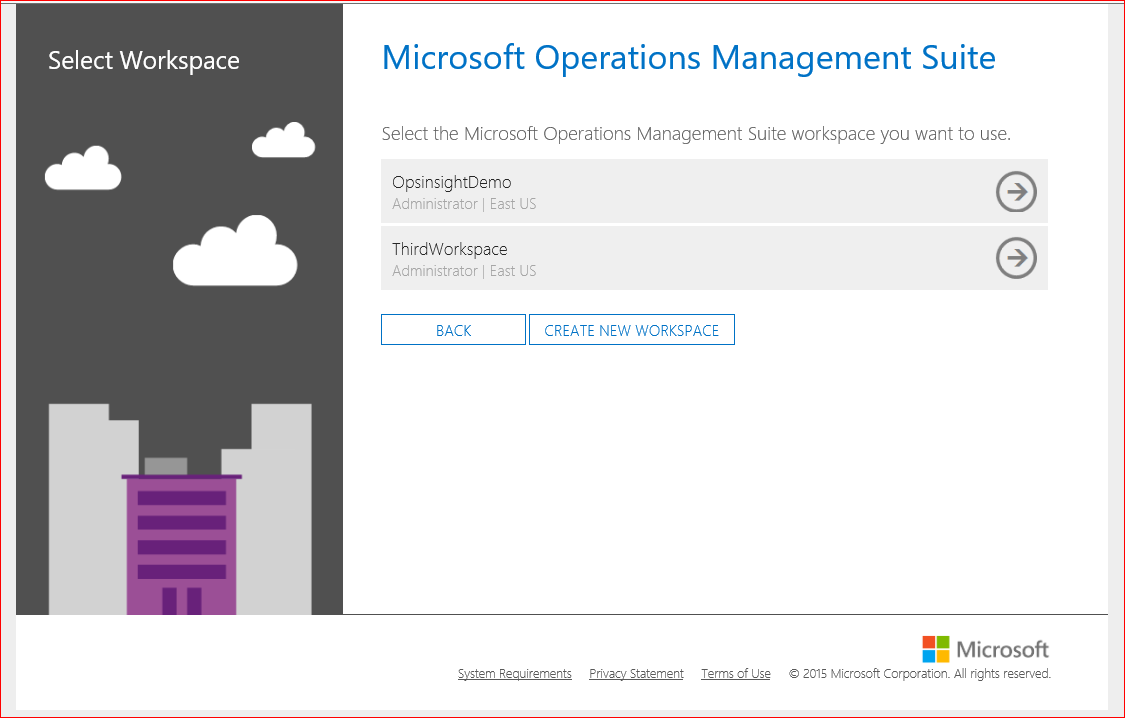 Select Workspace
Microsoft Operations Management Suite
Select the Microsoft Operations Management Suite workspace you want to use.
OpsinsightDemo
Administrator | East US
ThirdWorkspace
Administrator | East US
BACK
CREATE NEW WORKSPACE
Microsoft
System Requirements
Privacy Statement
Terms of Use
© 2015 Microsoft Corporation. All rights reserved.